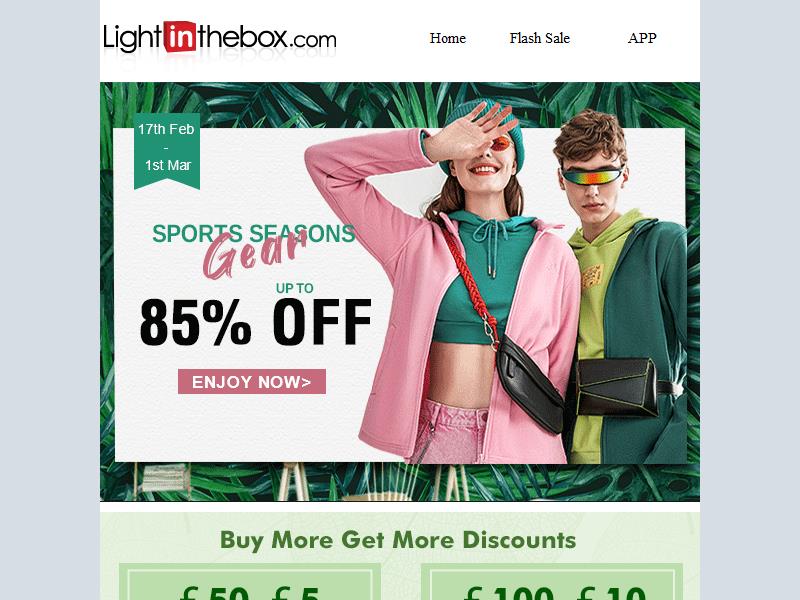 Lightinthebox.com
Home Flash Sale APP
17th Feb
-
1st Mar
SPORTS SEASONS
Gear
UP TO
85% OFF
ENJOY NOW>
Buy More Get More Discounts
£50 £5 £100 £10